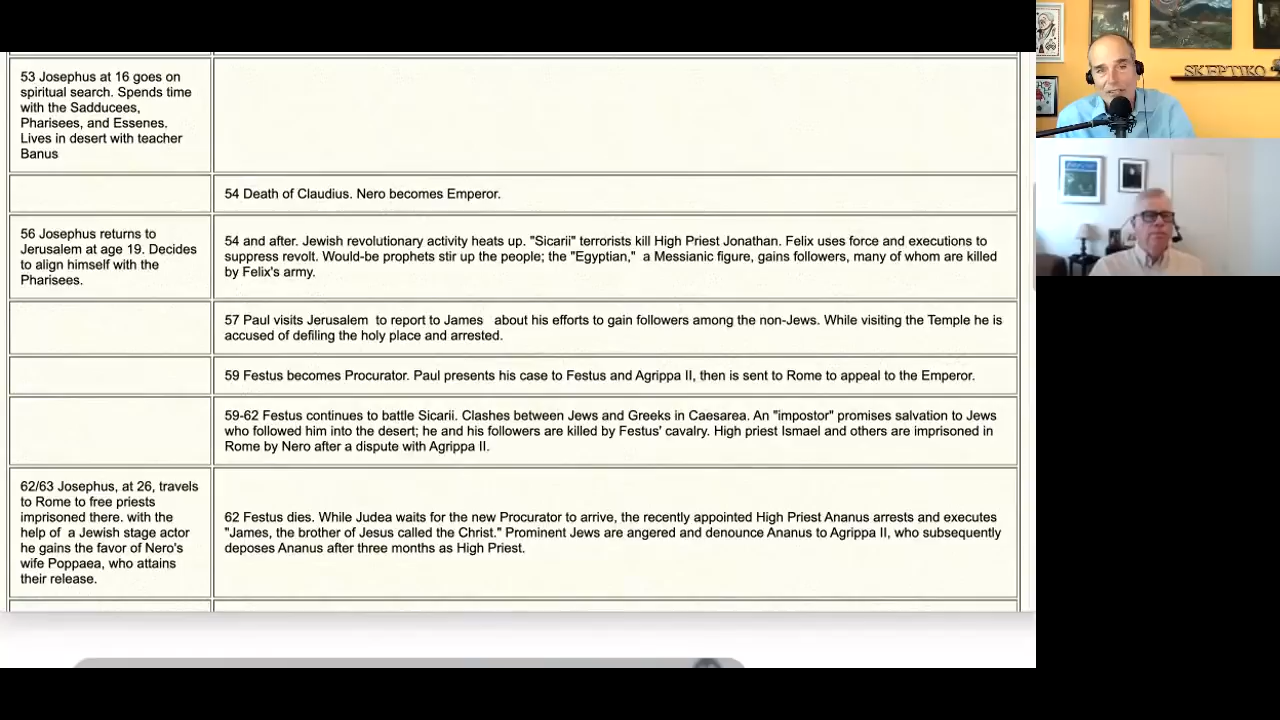 53 Josephus at 16 goes on
spiritual search. Spends time
with the Sadducees,
Pharisees, and Essenes.
Lives in desert with teacher
Banus
54 Death of Claudius. Nero becomes Emperor.
56 Josephus returns to
Jerusalem at age 19. Decides
to align himself with the
Pharisees.
54 and after. Jewish revolutionary activity heats up. "Sicarii" terrorists kill High Priest Jonathan. Felix uses force and executions to
suppress revolt. Would-be prophets stir up the people; the "Egyptian," a Messianic figure, gains followers, many of whom are killed
by Felix's army.
57 Paul visits Jerusalem to report to James about his efforts to gain followers among the non-Jews. While visiting the Temple he is
accused of defiling the holy place and arrested.
59 Festus becomes Procurator. Paul presents his case to Festus and Agrippa II, then is sent to Rome to appeal to the Emperor.
59-62 Festus continues to battle Sicarii. Clashes between Jews and Greeks in Caesarea. An "impostor" promises salvation to Jews
who followed him into the desert; he and his followers are killed by Festus' cavalry. High priest Ismael and others are imprisoned in
Rome by Nero after a dispute with Agrippa II.
62/63 Josephus, at 26, travels
to Rome to free priests
imprisoned there. with the
help of a Jewish stage actor
he gains the favor of Nero's
wife Poppaea, who attains
their release.
62 Festus dies. While Judea waits for the new Procurator to arrive, the recently appointed High Priest Ananus arrests and executes
"James, the brother of Jesus called the Christ." Prominent Jews are angered and denounce Ananus to Agrippa II, who subsequently
deposes Ananus after three months as High Priest.
SKEPTIKO